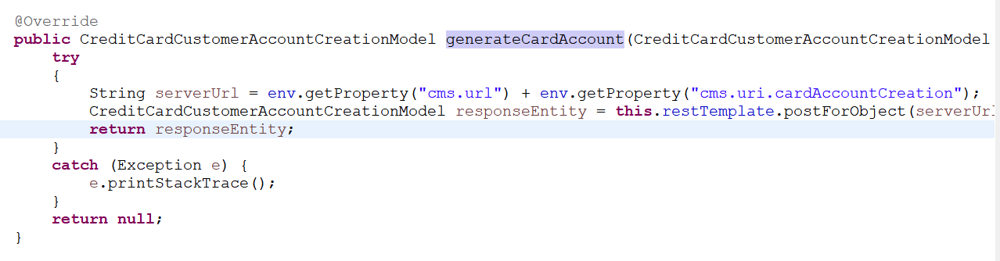 @Override
public CreditCardCustomerAccountCreationModel generateCardAccount(CreditCardCustomerAccountCreationModel
try
{
String serverUrl = env.getProperty("cms.url") + env.getProperty("cms.uri.cardAccountCreation");
CreditCardCustomerAccountCreationModel responseEntity = this.restTemplate.postForObject(serverUrl
return responseEntity;
}
catch (Exception e) {
e.printStackTrace();
}
return null;
}